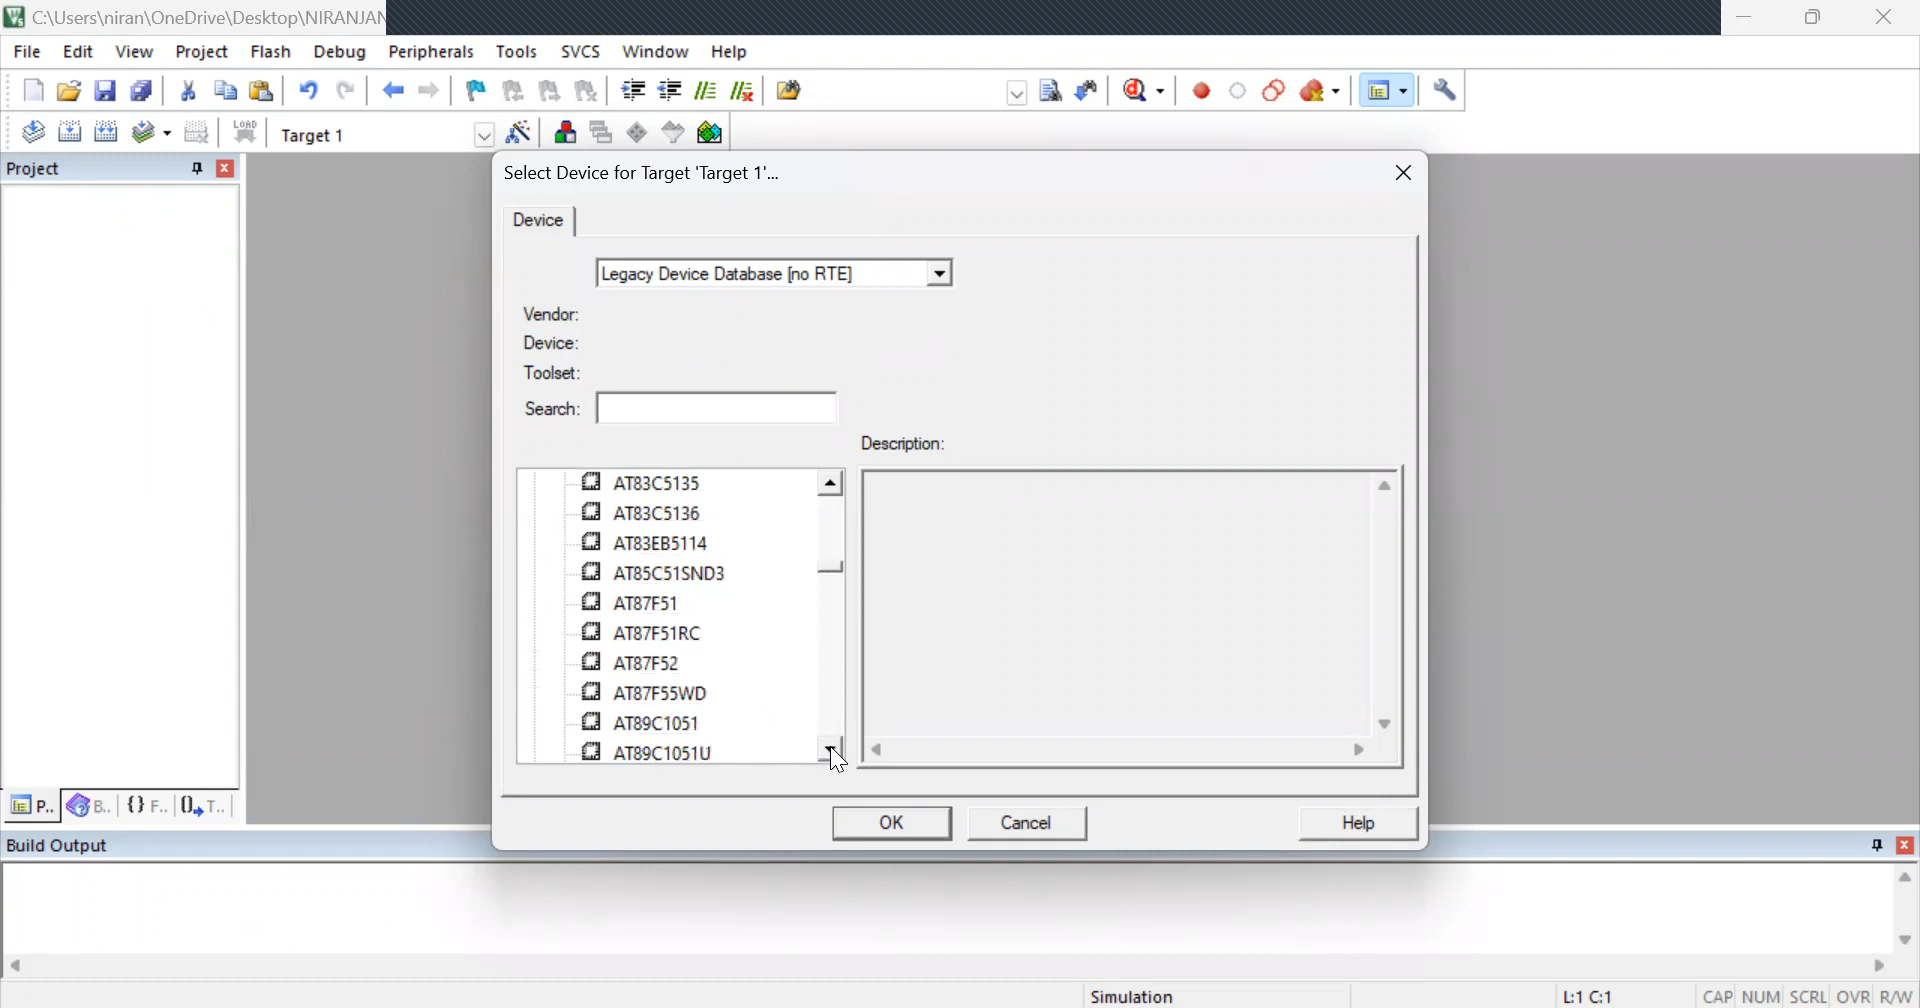 C:\Users\niran\OneDrive\Desktop\NIRANJAN
File Edit View Project Flash Debug Peripherals Tools SVCS Window Help
LOAD
Target 1
Project
Select Device for Target 'Target 1'...
Device
Legacy Device Database [no RTE]
Vendor:
Device:
Toolset:
Search:
Description:
AT83C5135
AT83C5136
AT83EB5114
AT85C51SND3
AT87F51
AT87F51RC
AT87F52
AT87F55WD
AT89C1051
AT89C1051U
P.. B.. {} F.. T..
OK Cancel Help
Build Output
Simulation L:1 C:1 CAP NUM SCRL OVR R/W